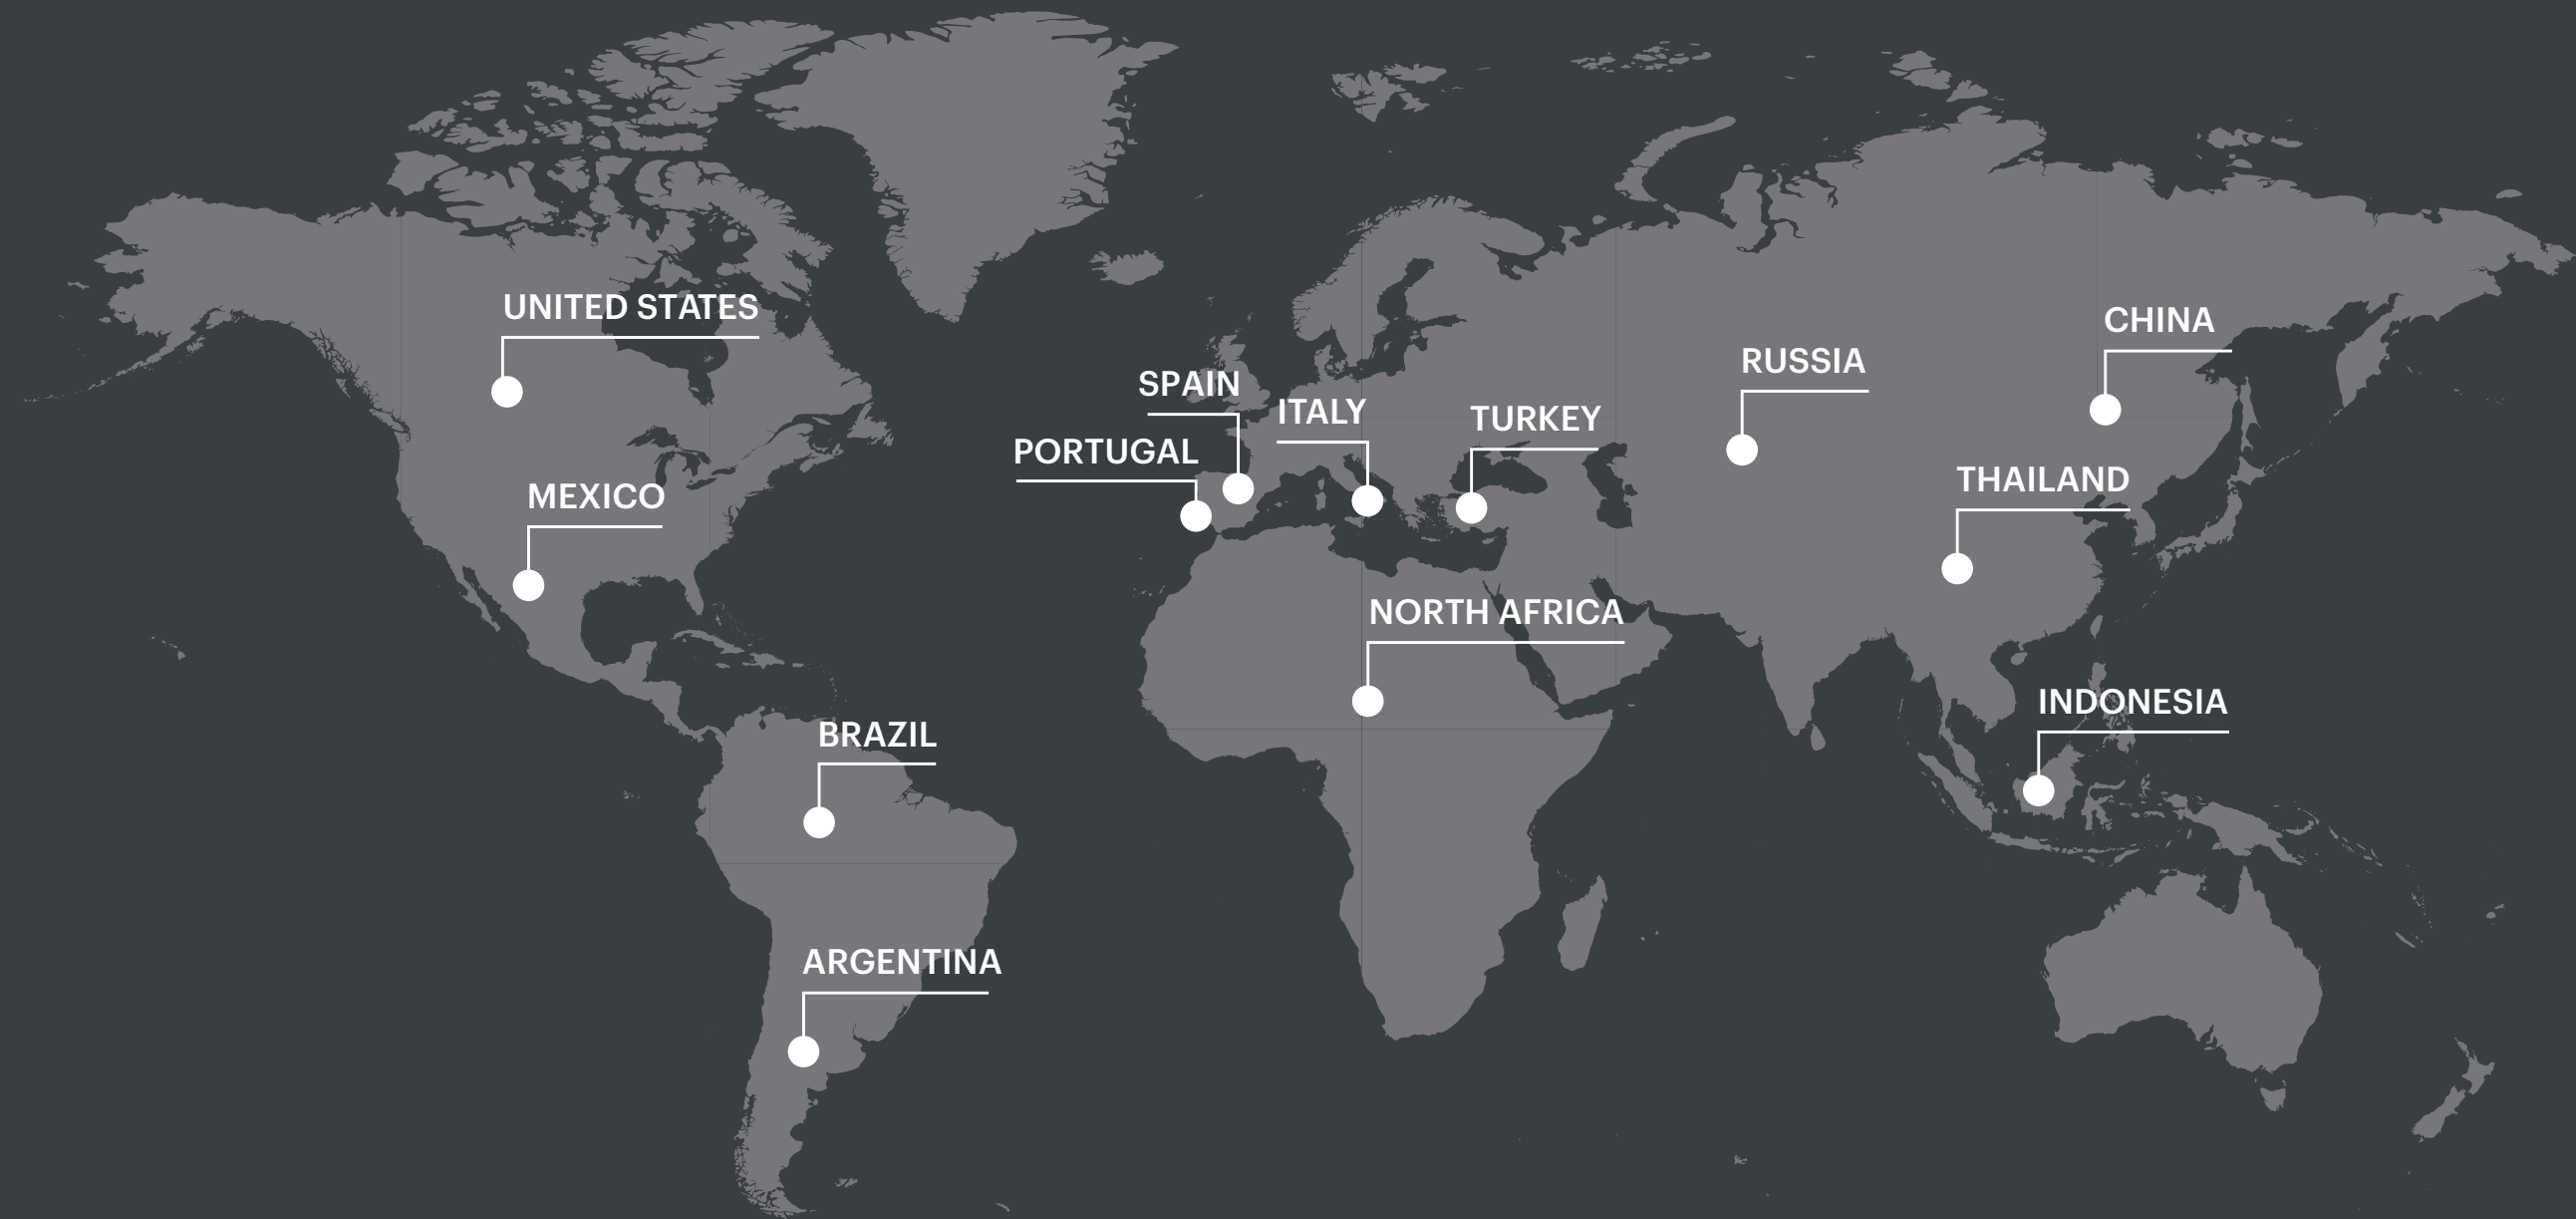 UNITED STATES
CHINA
RUSSIA
SPAIN
ITALY
TURKEY
PORTUGAL
THAILAND
MEXICO
NORTH AFRICA
INDONESIA
BRAZIL
ARGENTINA